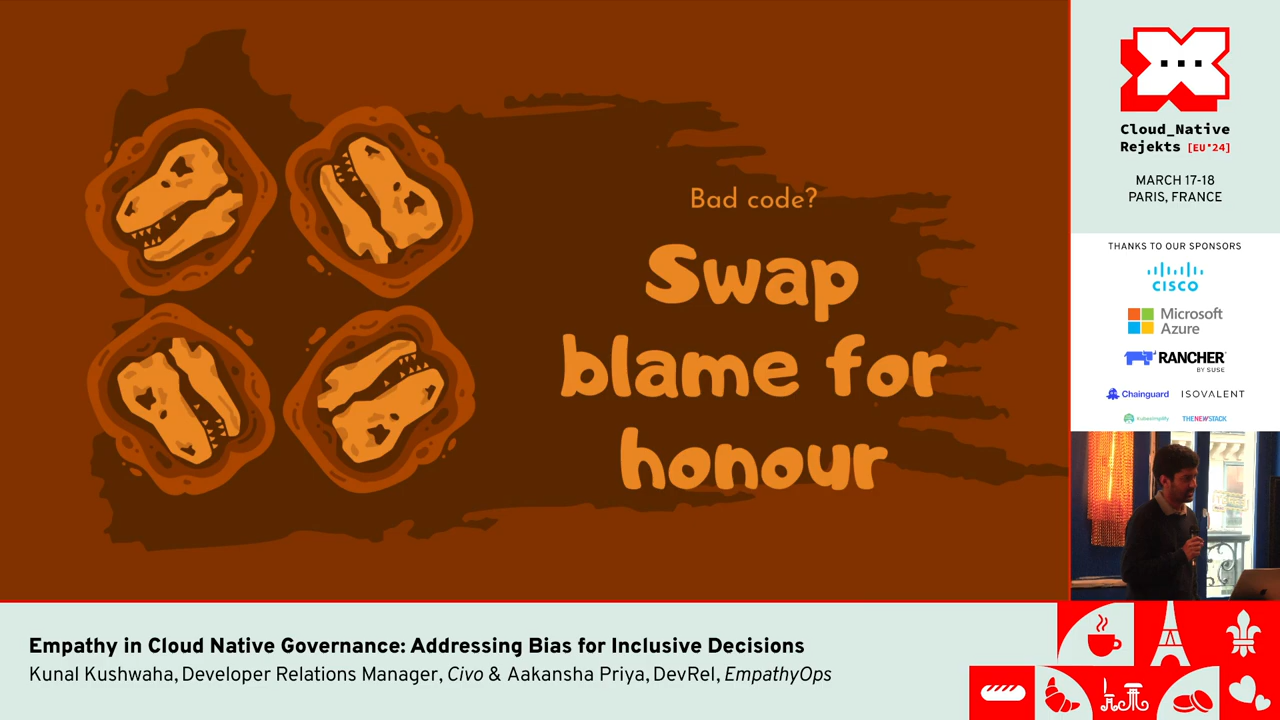 Bad code?
Swap
blame for
honour
Cloud_Native
Rejekts [EU'24]
MARCH 17-18
PARIS, FRANCE
THANKS TO OUR SPONSORS
CISCO
Microsoft
Azure
RANCHER
BY SUSE
Chainguard
ISOVALENT
Kubesimplify
THENEWSTACK
Empathy in Cloud Native Governance: Addressing Bias for Inclusive Decisions
Kunal Kushwaha, Developer Relations Manager, Civo & Aakansha Priya, DevRel, EmpathyOps